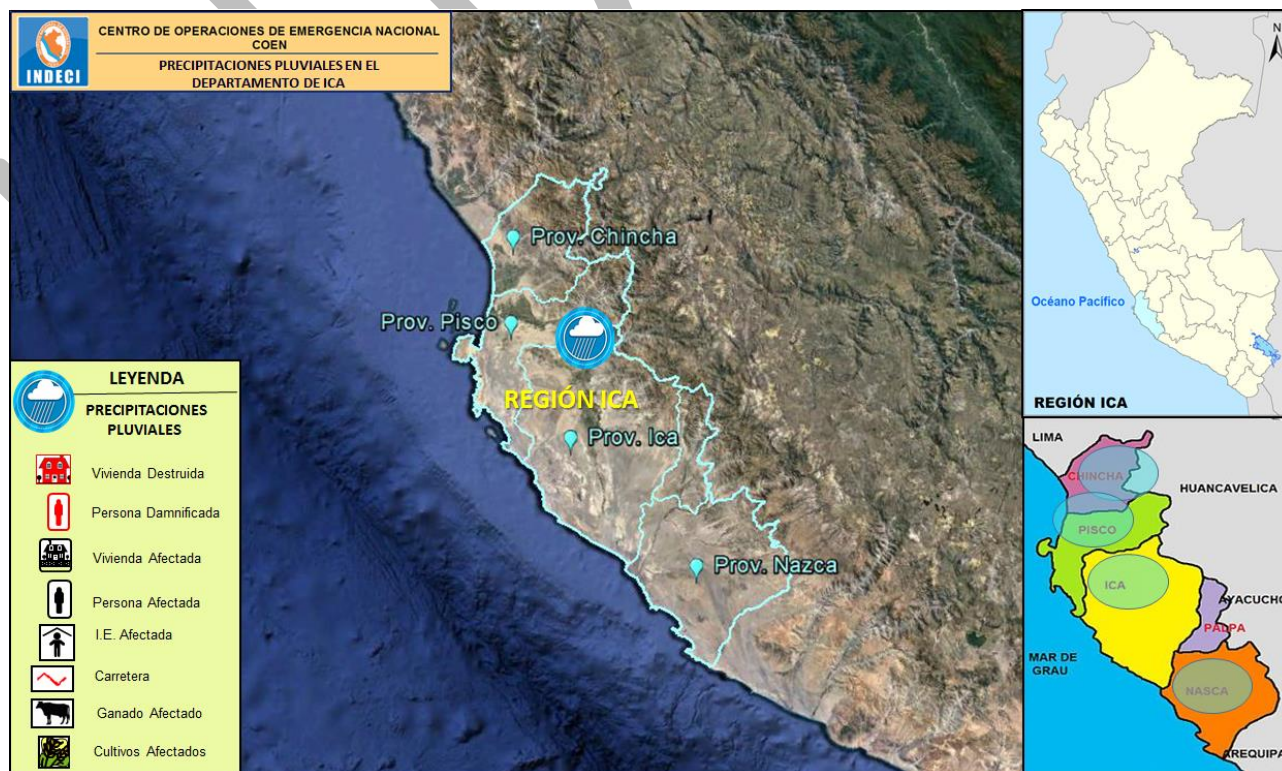 INDECI
CENTRO DE OPERACIONES DE EMERGENCIA NACIONAL
COEN
PRECIPITACIONES PLUVIALES EN EL
DEPARTAMENTO DE ICA
Prov. Chincha
Prov. Pisco
REGIÓN ICA
Prov. Ica
Prov. Nazca
LEYENDA
PRECIPITACIONES
PLUVIALES
Vivienda Destruida
Persona Damnificada
Vivienda Afectada
Persona Afectada
I.E. Afectada
Carretera
Ganado Afectado
Cultivos Afectados
N
Océano Pacífico
REGIÓN ICA
LIMA
CHINCHA
HUANCAVELICA
PISCO
ICA
AYACUCHO
PALPA
MAR DE
GRAU
NASCA
AREQUIPA